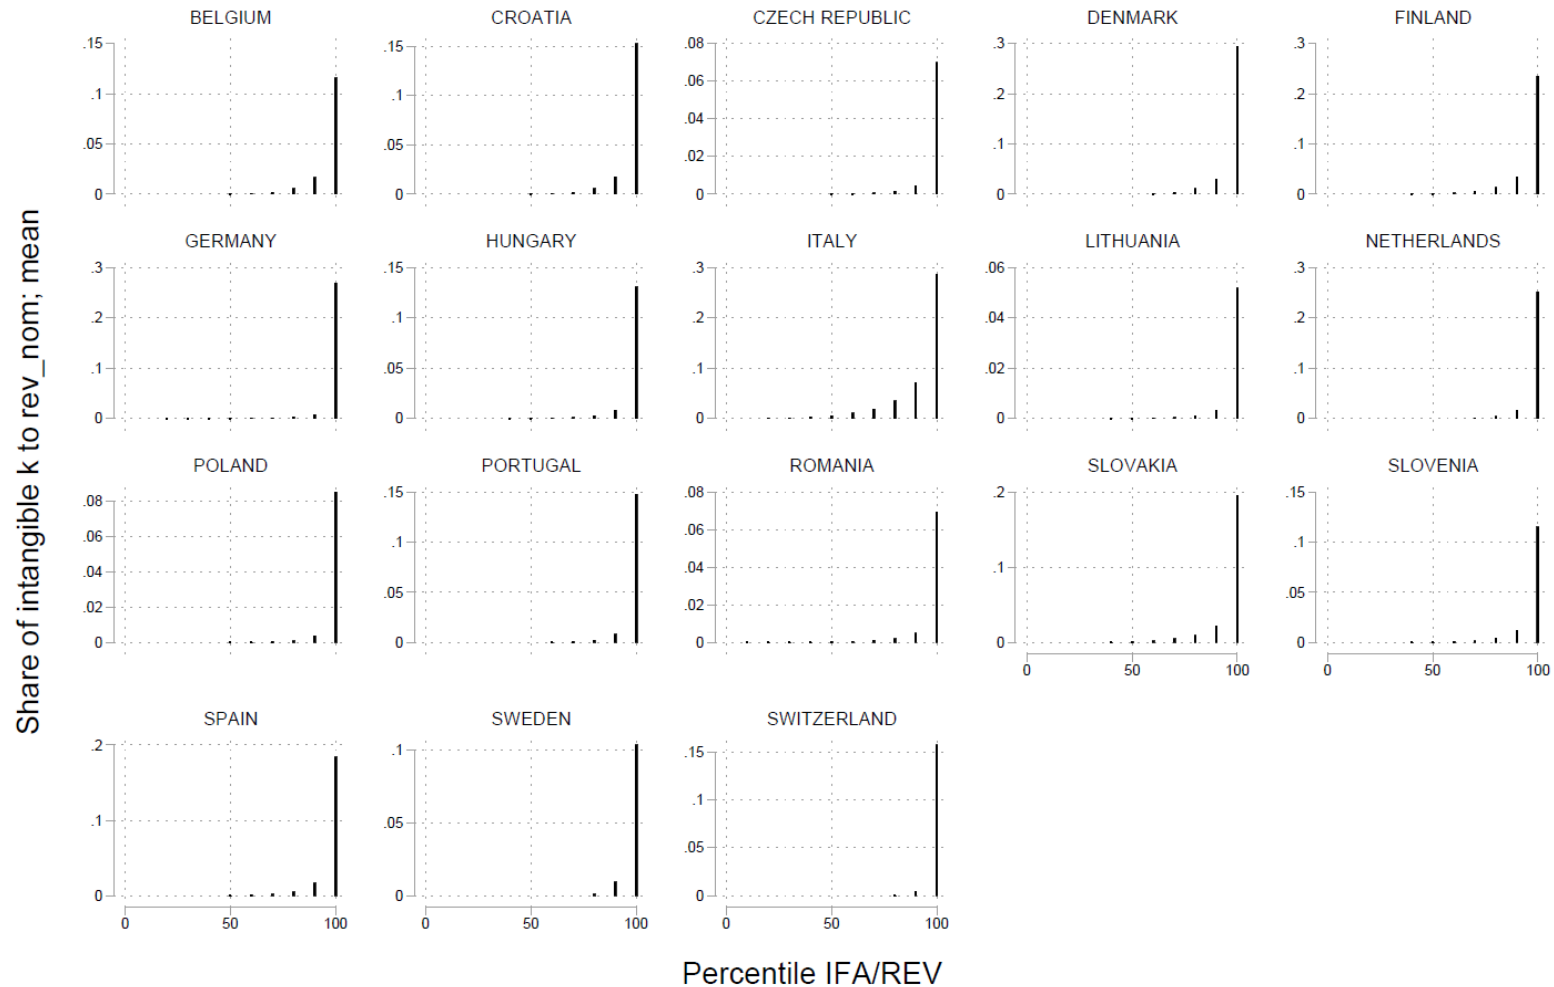 BELGIUM CROATIA CZECH REPUBLIC DENMARK FINLAND
.15 .15 .08 .3 .3
.06
.1 .1 .2 .2
.04
.05 .05 .1 .1
.02
0 0 0 0 0
GERMANY HUNGARY ITALY LITHUANIA NETHERLANDS
.3 .15 .3 .06 .3
.2 .1 .2 .04 .2
.1 .05 .1 .02 .1
0 0 0 0 0
POLAND PORTUGAL ROMANIA SLOVAKIA SLOVENIA
.08 .15 .08 .2 .15
.06 .1 .06 .1
.04 .04 .1
.02 .05 .02 .05
0 0 0 0 0
0 50 100 0 50 100
SPAIN SWEDEN SWITZERLAND
.2 .1 .15
.1 .05 .1
.05
0 0 0
0 50 100 0 50 100 0 50 100
Share of intangible k to rev_nom; mean
Percentile IFA/REV